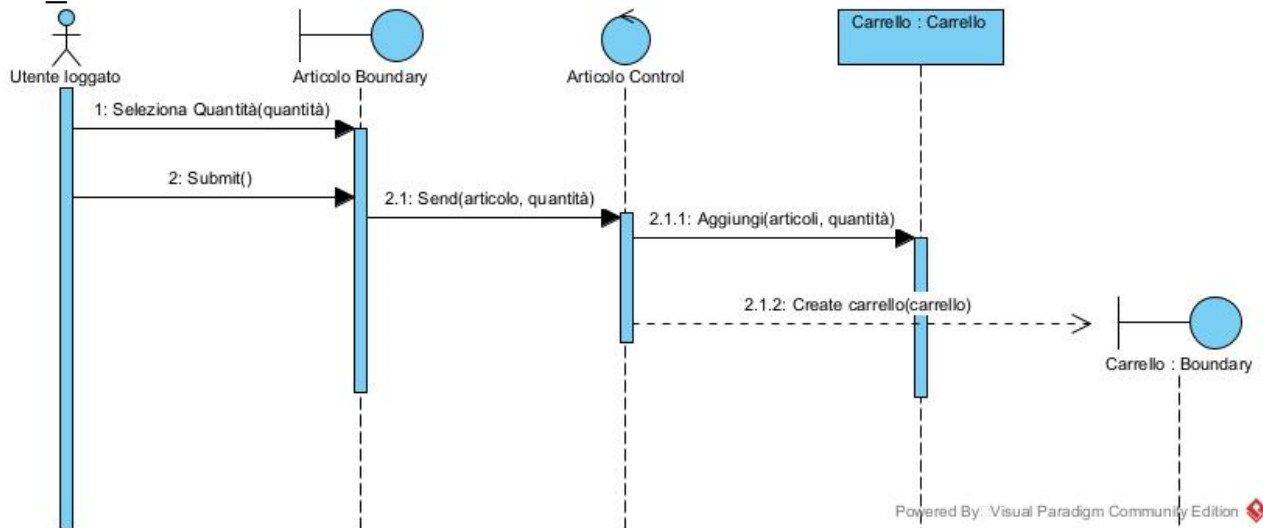 Utente loggato
Articolo Boundary
Articolo Control
Carrello : Carrello
1: Seleziona Quantità(quantità)
2: Submit()
2.1: Send(articolo, quantità)
2.1.1: Aggiungi(articoli, quantità)
2.1.2: Create carrello(carrello)
Carrello : Boundary
Powered By Visual Paradigm Community Edition